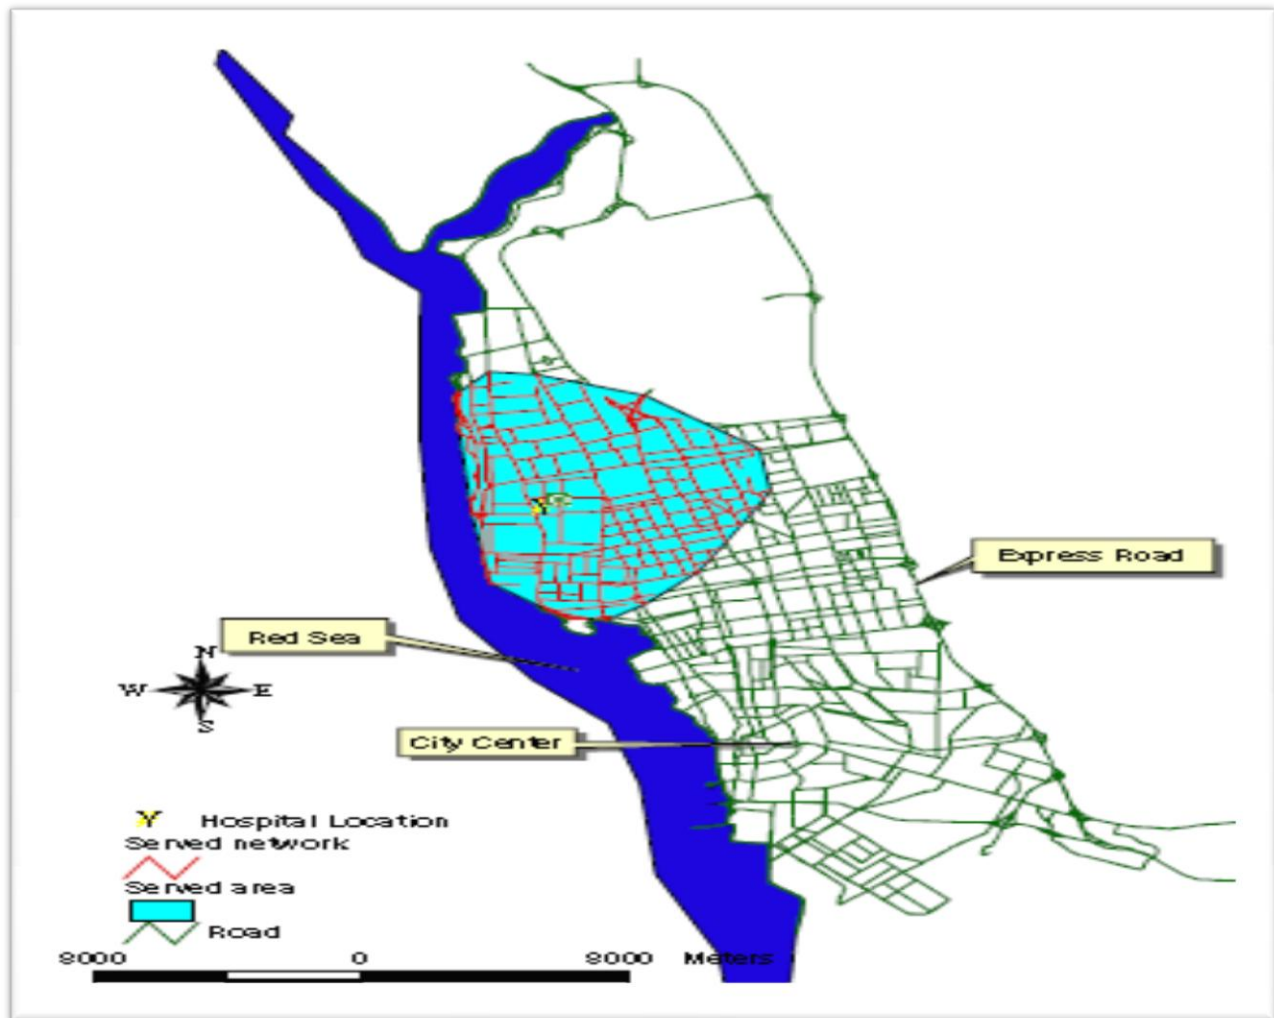 Express Road
Red Sea
N
W E
S
City Center
Hospital Location
Served network
Served area
Road
8000 0 8000 Meters